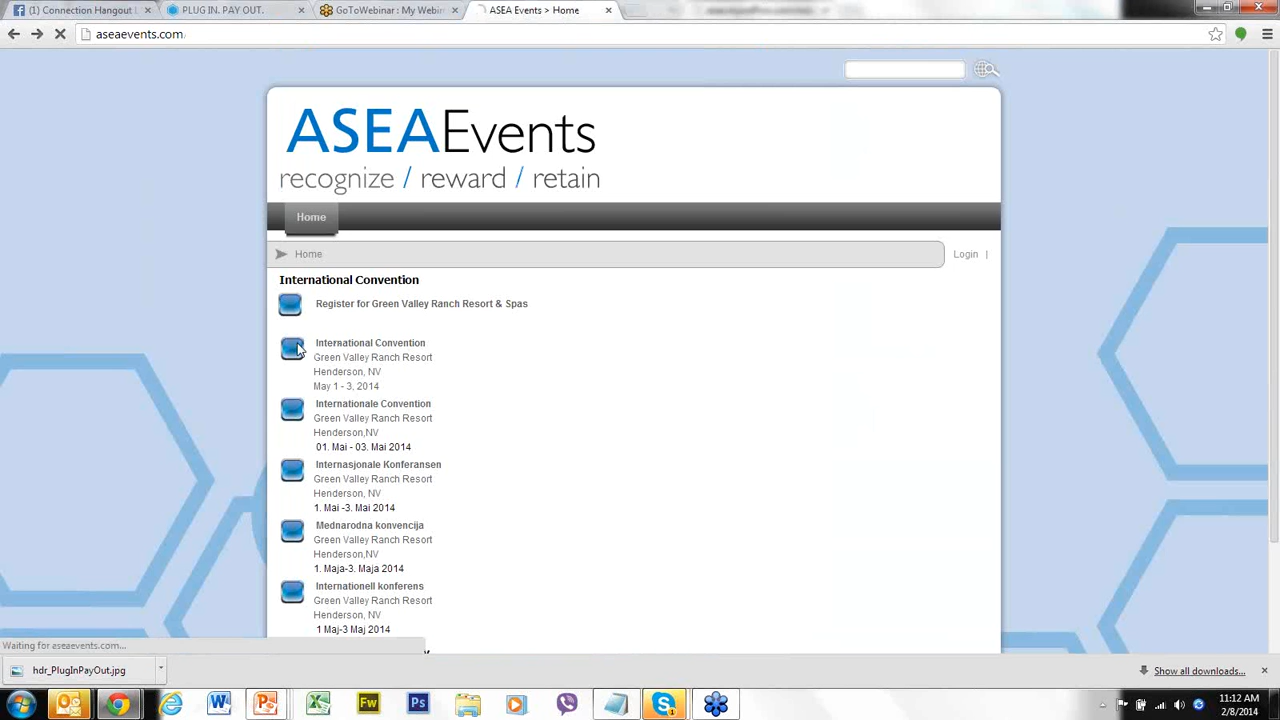 (1) Connection Hangout L
PLUG IN. PAY OUT.
GoToWebinar : My Webin
ASEA Events > Home
aseaevents.com
ASEAEvents
recognize / reward / retain
Home
Home
Login |
International Convention
Register for Green Valley Ranch Resort & Spas
International Convention
Green Valley Ranch Resort
Henderson, NV
May 1 - 3, 2014
Internationale Convention
Green Valley Ranch Resort
Henderson,NV
01. Mai - 03. Mai 2014
Internasjonale Konferansen
Green Valley Ranch Resort
Henderson, NV
1. Mai -3. Mai 2014
Mednarodna konvencija
Green Valley Ranch Resort
Henderson,NV
1. Maja-3. Maja 2014
Internationell konferens
Green Valley Ranch Resort
Henderson, NV
1 Maj-3 Maj 2014
Waiting for aseaevents.com...
hdr_PlugInPayOut.jpg
Show all downloads...
11:12 AM
2/8/2014